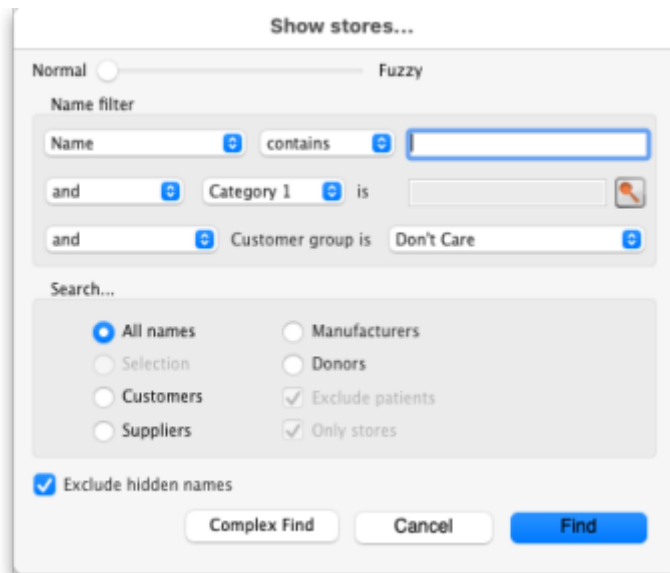 Show stores...
Normal Fuzzy
Name filter
Name contains
and Category 1 is
and Customer group is Don't Care
Search...
All names Manufacturers
Selection Donors
Customers Exclude patients
Suppliers Only stores
Exclude hidden names
Complex Find Cancel Find